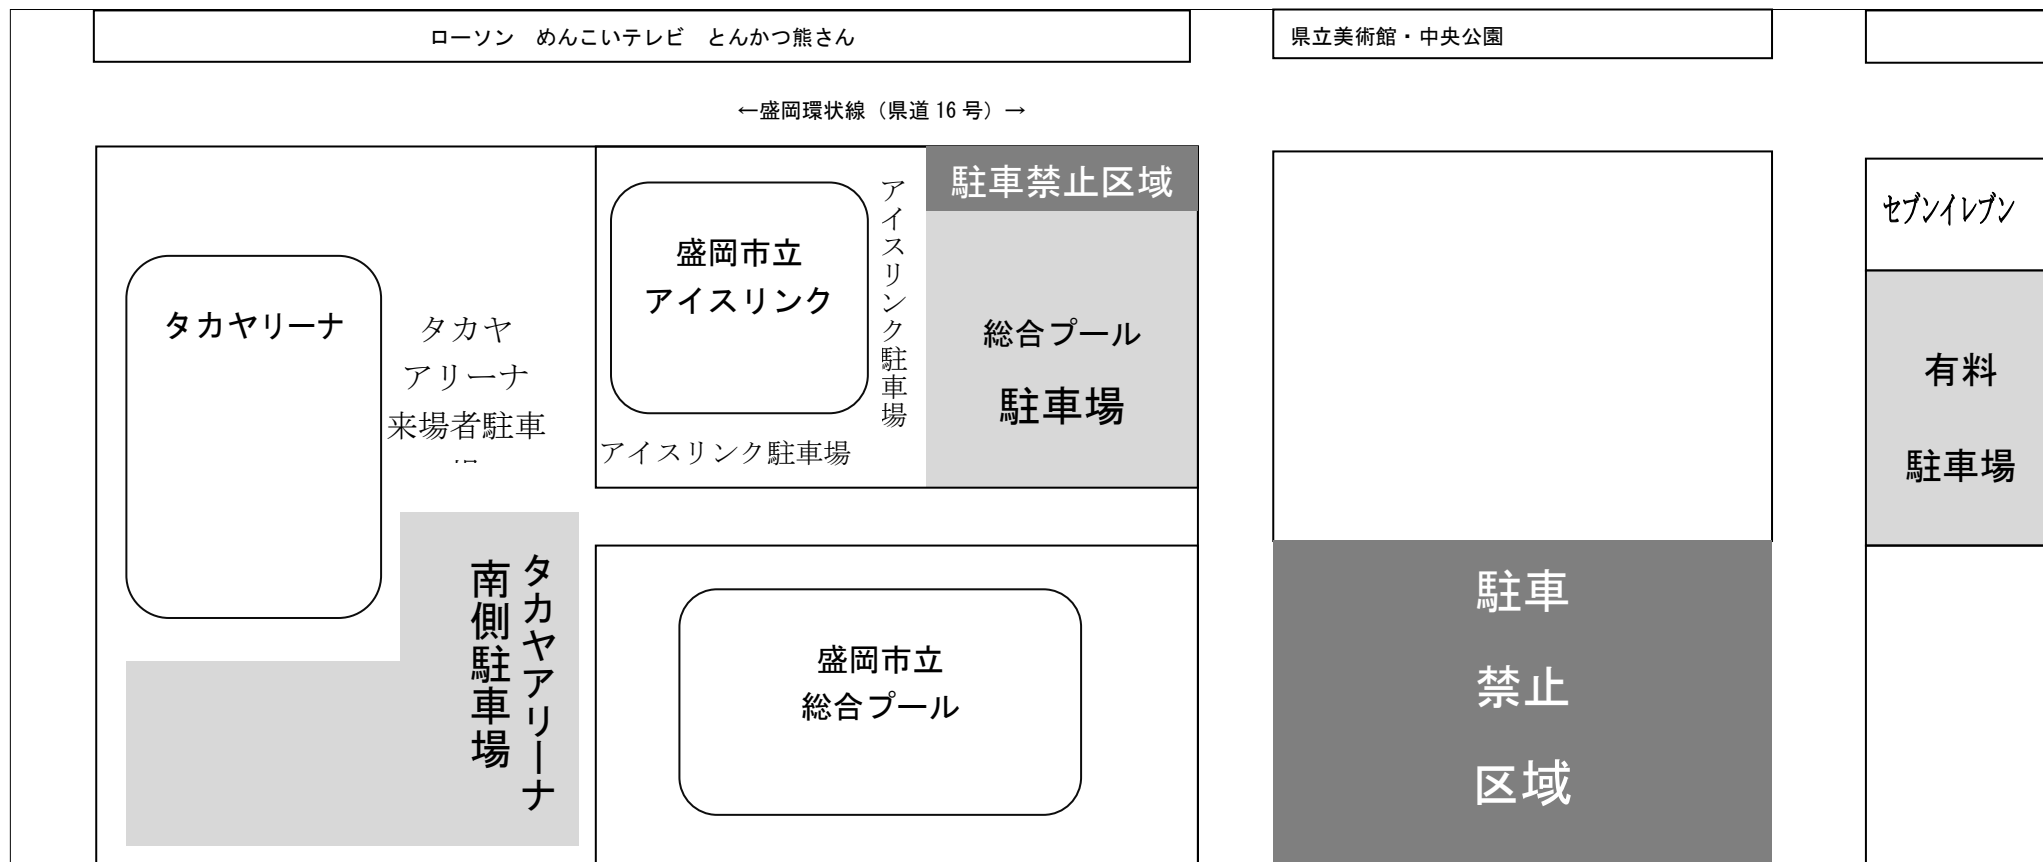 ローソン　めんこいテレビ　とんかつ熊さん
県立美術館・中央公園
←盛岡環状線（県道 16 号）→
タカヤリーナ
タカヤ
アリーナ
来場者駐車
盛岡市立
アイスリンク
アイスリンク駐車場
アイスリンク駐車場
駐車禁止区域
総合プール
駐車場
セブンイレブン
有料
駐車場
タカヤアリーナ
南側駐車場
盛岡市立
総合プール
駐車
禁止
区域